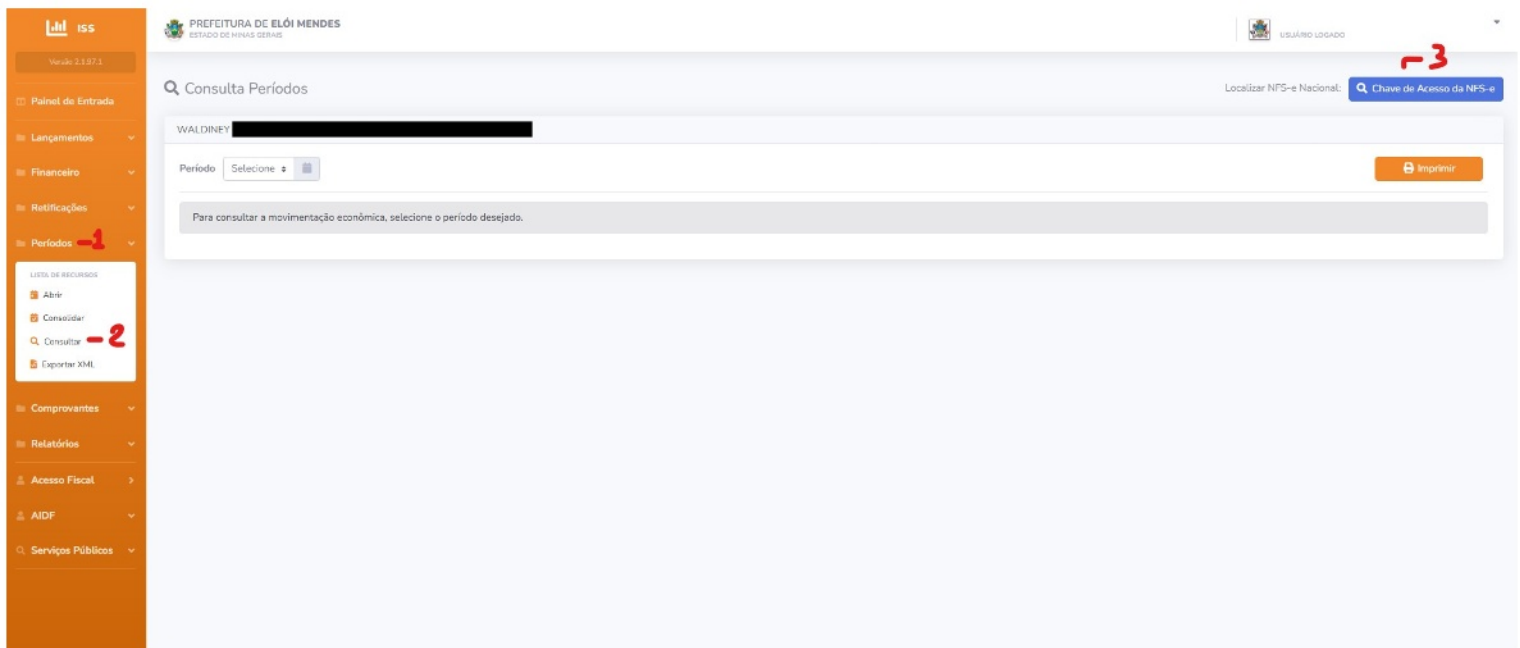 ISS
Versão 2.1.97.1
Painel de Entrada
Lançamentos
Financeiro
Retificações
Períodos -1
LISTA DE RECURSOS
Abrir
Consolidar
Consultar -2
Exportar XML
Comprovantes
Relatórios
Acesso Fiscal
AIDF
Serviços Públicos
PREFEITURA DE ELÓI MENDES
ESTADO DE MINAS GERAIS
USUÁRIO LOGADO
-3
Consulta Períodos
Localizar NFS-e Nacional: Chave de Acesso da NFS-e
WALDINEY
Período Selecione Imprimir
Para consultar a movimentação econômica, selecione o período desejado.